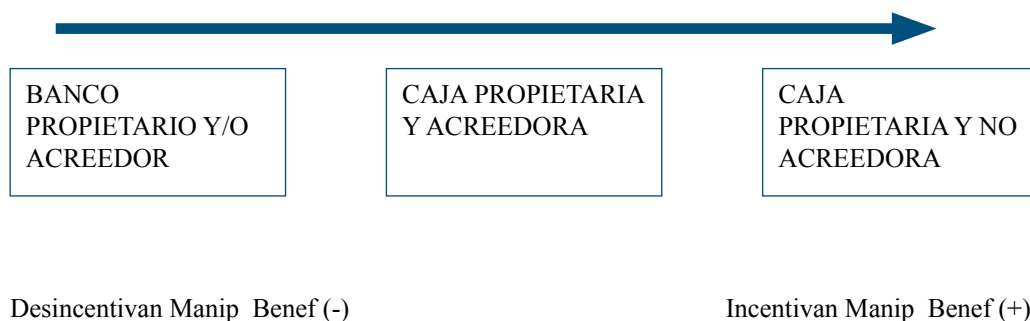 BANCO
PROPIETARIO Y/O
ACREEDOR
CAJA PROPIETARIA
Y ACREEDORA
CAJA
PROPIETARIA Y NO
ACREEDORA
Desincentivan Manip  Benef (-)
Incentivan Manip  Benef (+)